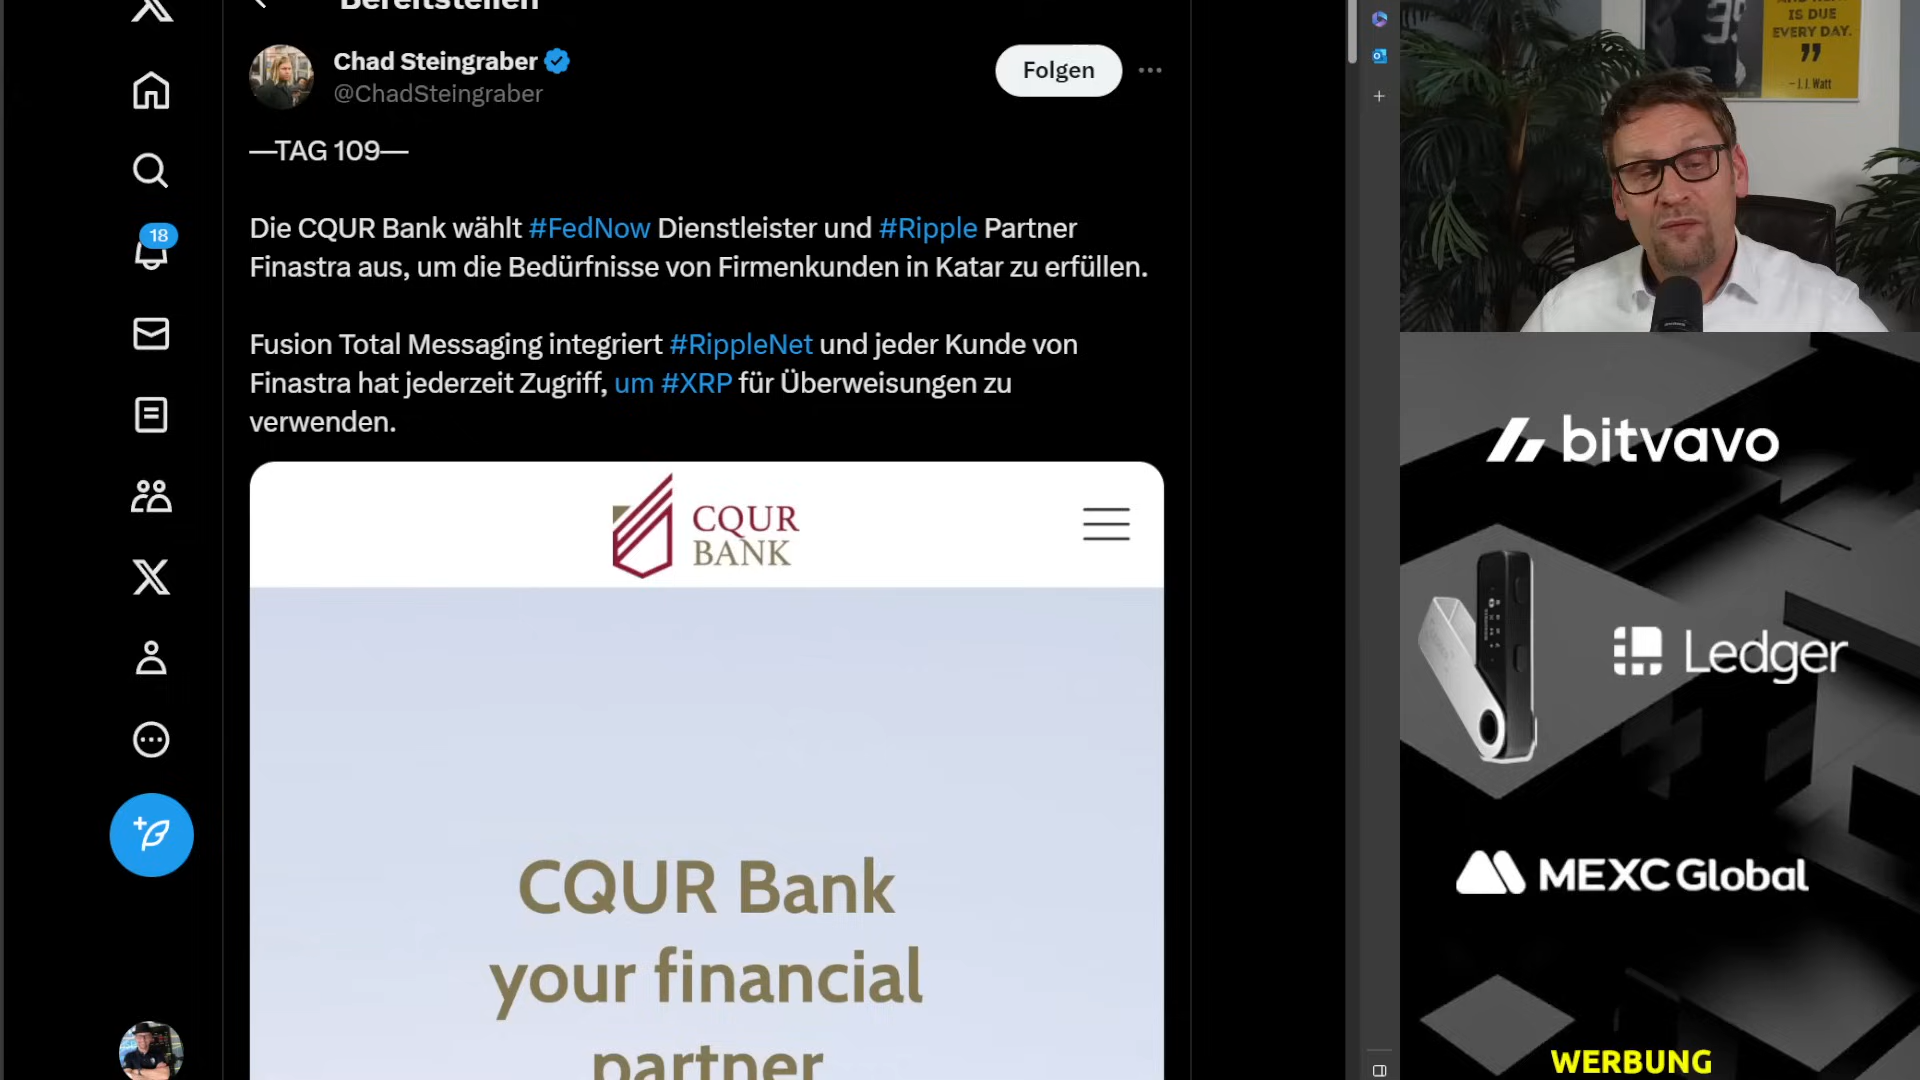 Bereitstellen
Chad Steingraber
@ChadSteingraber
Folgen
18
—TAG 109—
Die CQUR Bank wählt #FedNow Dienstleister und #Ripple Partner
Finastra aus, um die Bedürfnisse von Firmenkunden in Katar zu erfüllen.
Fusion Total Messaging integriert #RippleNet und jeder Kunde von
Finastra hat jederzeit Zugriff, um #XRP für Überweisungen zu
verwenden.
CQUR
BANK
CQUR Bank
your financial
partner
35
IS DUE
EVERY DAY.
”
– J.J. Watt
bitvavo
Ledger
MEXC Global
WERBUNG